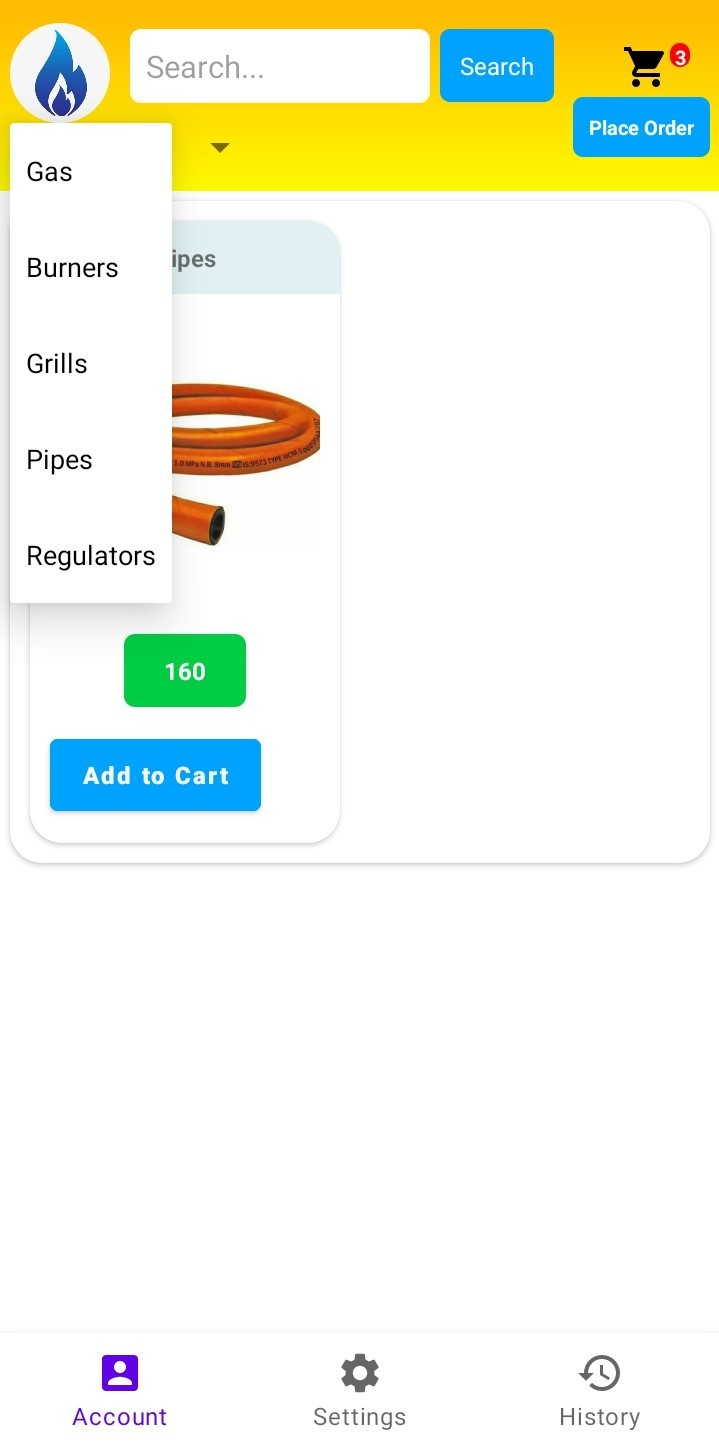 Search...
Search
3
Place Order
Gas
Burners
Grills
Pipes
Regulators
ipes
160
Add to Cart
Account
Settings
History